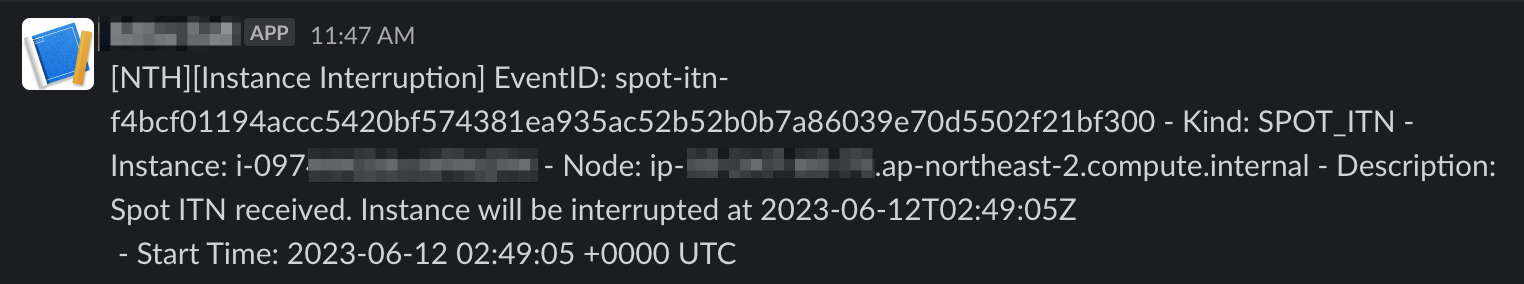 APP 11:47 AM
[NTH][Instance Interruption] EventID: spot-itn-
f4bcf01194accc5420bf574381ea935ac52b52b0b7a86039e70d5502f21bf300 - Kind: SPOT_ITN -
Instance: i-097 - Node: ip- .ap-northeast-2.compute.internal - Description:
Spot ITN received. Instance will be interrupted at 2023-06-12T02:49:05Z
- Start Time: 2023-06-12 02:49:05 +0000 UTC